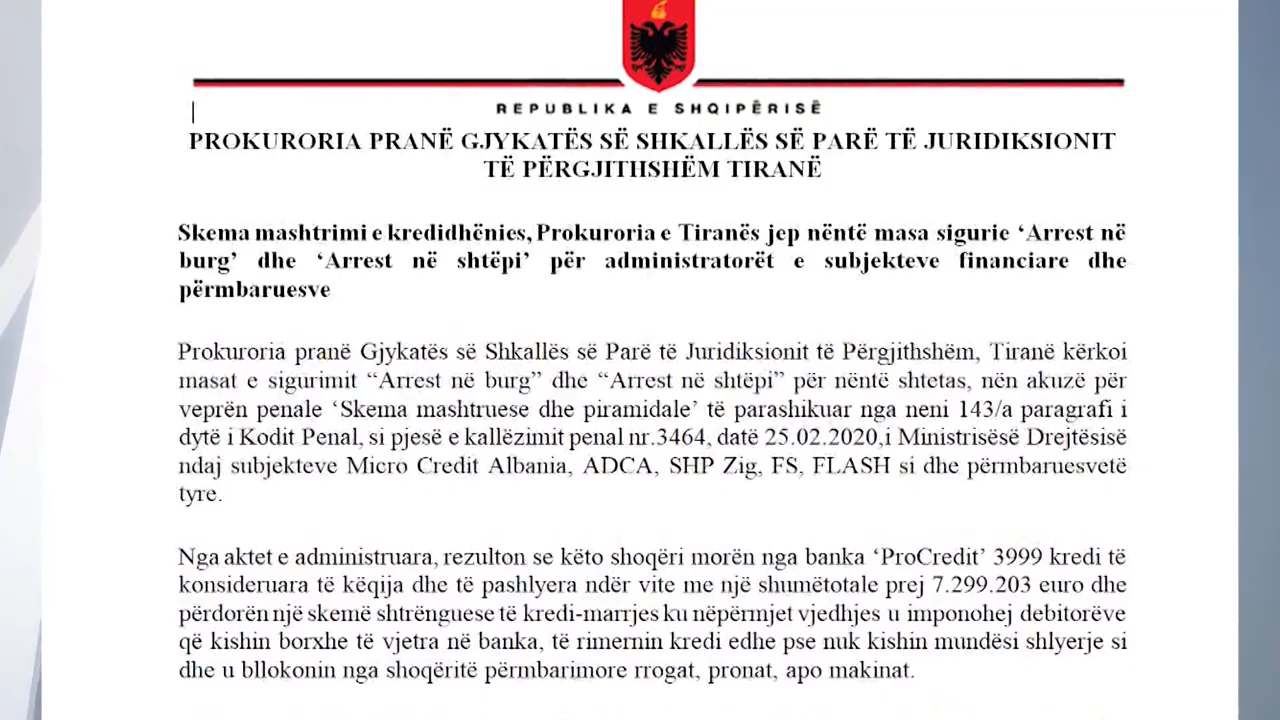 REPUBLIKA E SHQIPËRISË
PROKURORIA PRANË GJYKATËS SË SHKALLËS SË PARË TË JURIDIKSIONIT
TË PËRGJITHSHËM TIRANË
Skema mashtrimi e kredidhënies, Prokuroria e Tiranës jep nëntë masa sigurie ‘Arrest në
burg’ dhe ‘Arrest në shtëpi’ për administratorët e subjekteve financiare dhe
përmbaruesve
Prokuroria pranë Gjykatës së Shkallës së Parë të Juridiksionit të Përgjithshëm, Tiranë kërkoi
masat e sigurimit “Arrest në burg” dhe “Arrest në shtëpi” për nëntë shtetas, nën akuzë për
veprën penale ‘Skema mashtruese dhe piramidale’ të parashikuar nga neni 143/a paragrafi i
dytë i Kodit Penal, si pjesë e kallëzimit penal nr.3464, datë 25.02.2020,i Ministrisësë Drejtësisë
ndaj subjekteve Micro Credit Albania, ADCA, SHP Zig, FS, FLASH si dhe përmbaruesvetë
tyre.
Nga aktet e administruara, rezulton se këto shoqëri morën nga banka ‘ProCredit’ 3999 kredi të
konsideruara të këqija dhe të pashlyera ndër vite me një shumëtotale prej 7.299.203 euro dhe
përdorën një skemë shtrënguese të kredi-marrjes ku nëpërmjet vjedhjes u imponohej debitorëve
që kishin borxhe të vjetra në banka, të rimernin kredi edhe pse nuk kishin mundësi shlyerje si
dhe u bllokonin nga shoqëritë përmbarimore rrogat, pronat, apo makinat.